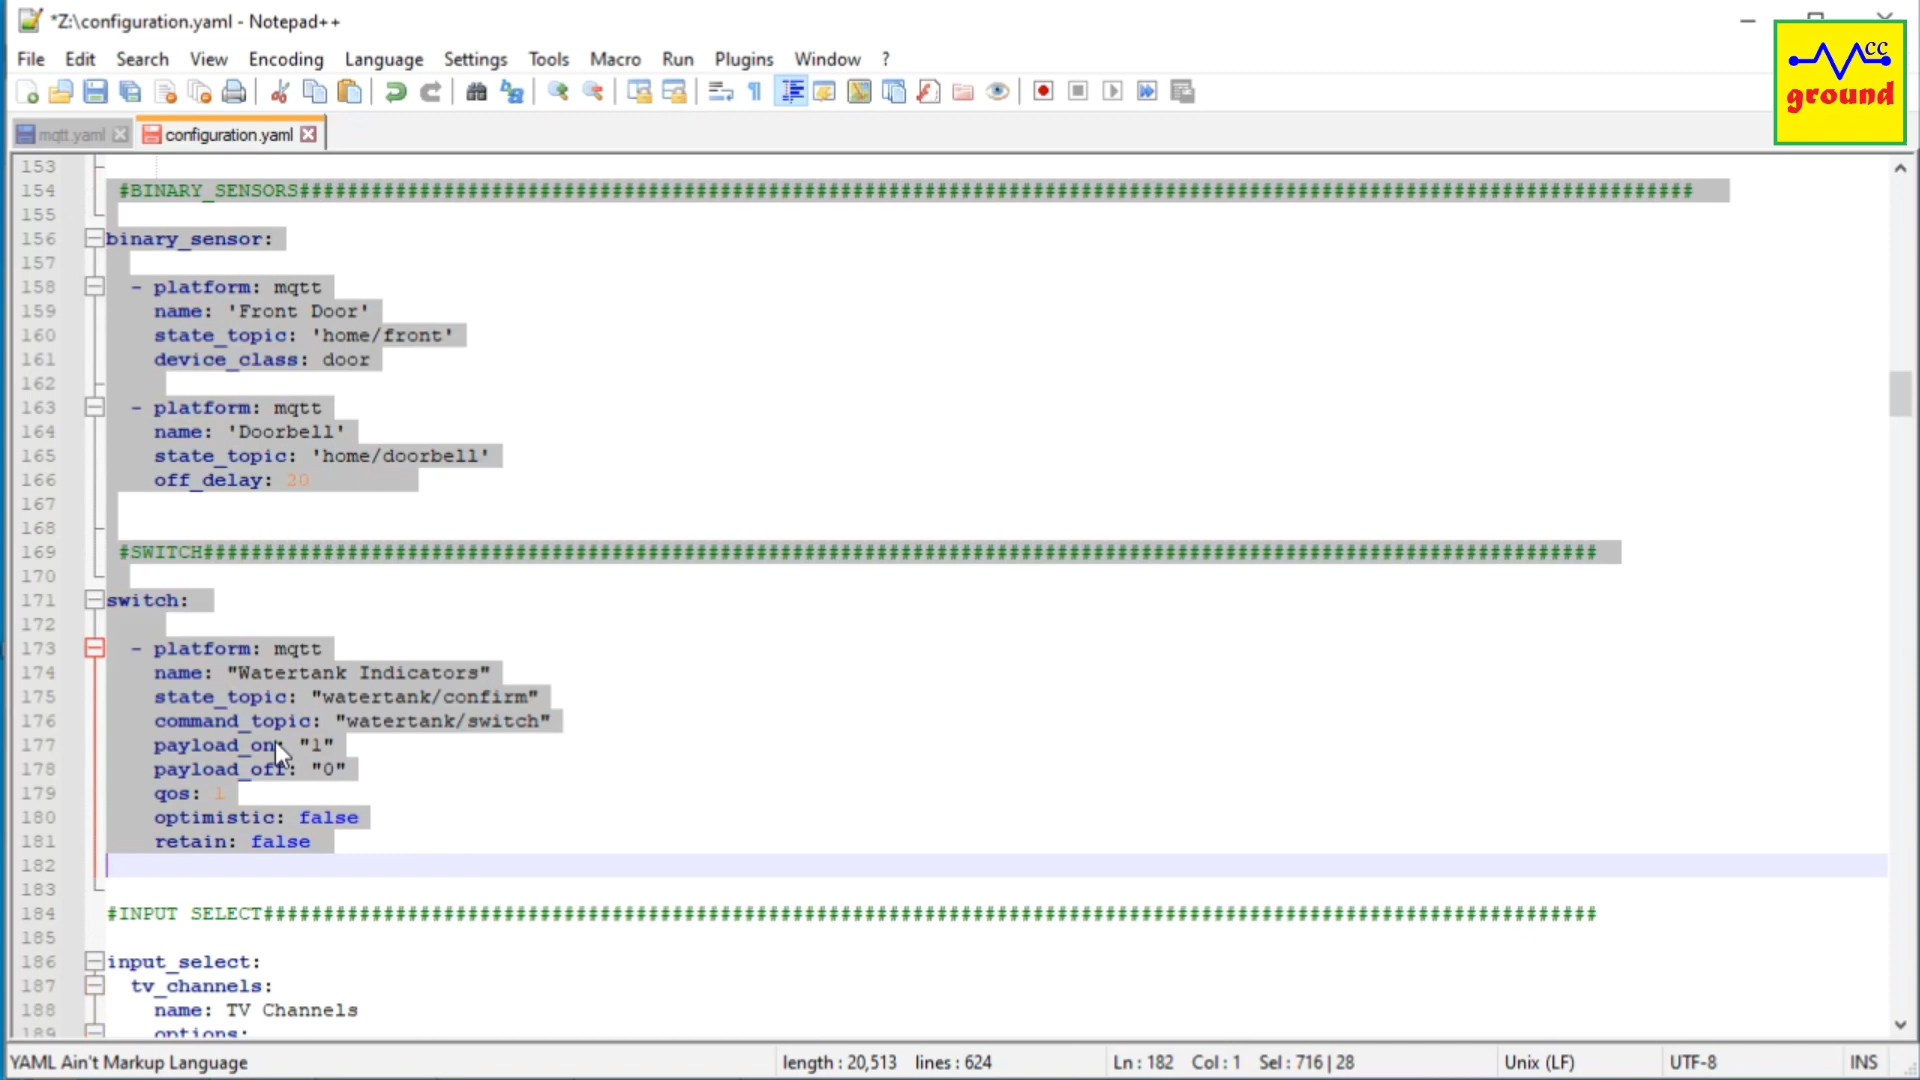 *Z:\configuration.yaml - Notepad++
File Edit Search View Encoding Language Settings Tools Macro Run Plugins Window ?
cc
ground
mqtt.yaml configuration.yaml
153
154 #BINARY_SENSORS####################################################################################################################
155
156 binary_sensor:
157
158 - platform: mqtt
159 name: 'Front Door'
160 state_topic: 'home/front'
161 device_class: door
162
163 - platform: mqtt
164 name: 'Doorbell'
165 state_topic: 'home/doorbell'
166 off_delay: 20
167
168
169 #SWITCH####################################################################################################################
170
171 switch:
172
173 - platform: mqtt
174 name: "Watertank Indicators"
175 state_topic: "watertank/confirm"
176 command_topic: "watertank/switch"
177 payload_on: "1"
178 payload_off: "0"
179 qos: 1
180 optimistic: false
181 retain: false
182
183
184 #INPUT SELECT###############################################################################################################
185
186 input_select:
187 tv_channels:
188 name: TV Channels
189 options:
YAML Ain't Markup Language length : 20,513 lines : 624 Ln : 182 Col : 1 Sel : 716 | 28 Unix (LF) UTF-8 INS